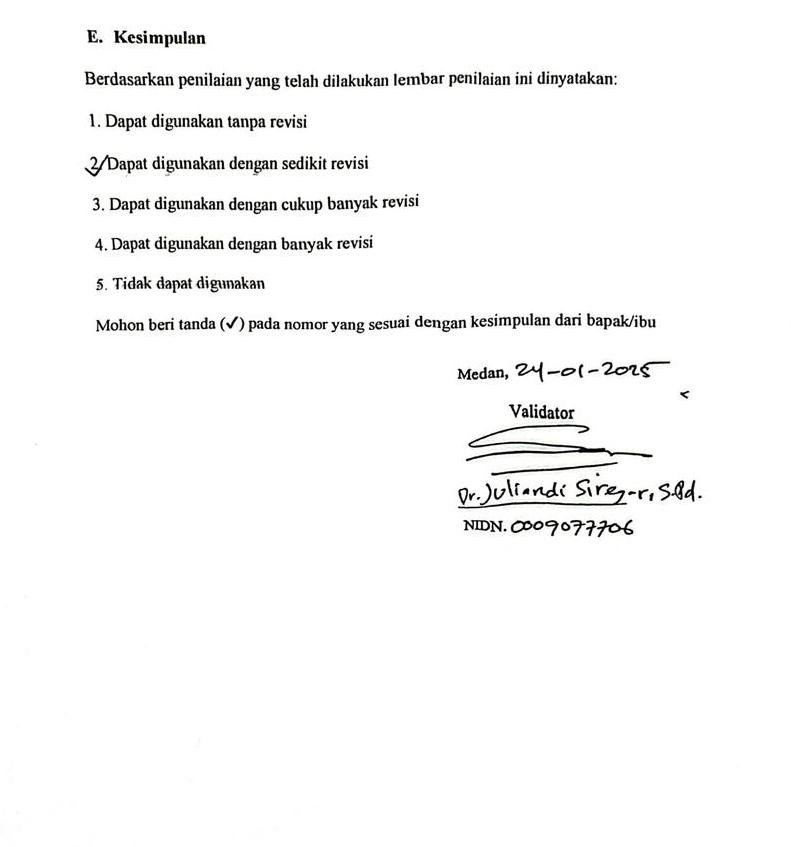 E. Kesimpulan
Berdasarkan penilaian yang telah dilakukan lembar penilaian ini dinyatakan:
1. Dapat digunakan tanpa revisi
2. Dapat digunakan dengan sedikit revisi
3. Dapat digunakan dengan cukup banyak revisi
4. Dapat digunakan dengan banyak revisi
5. Tidak dapat digunakan
Mohon beri tanda (✓) pada nomor yang sesuai dengan kesimpulan dari bapak/ibu
Medan, 24-01-2025
Validator
Dr. Juliandi Siregar, S.Pd.
NIDN. 0009077706